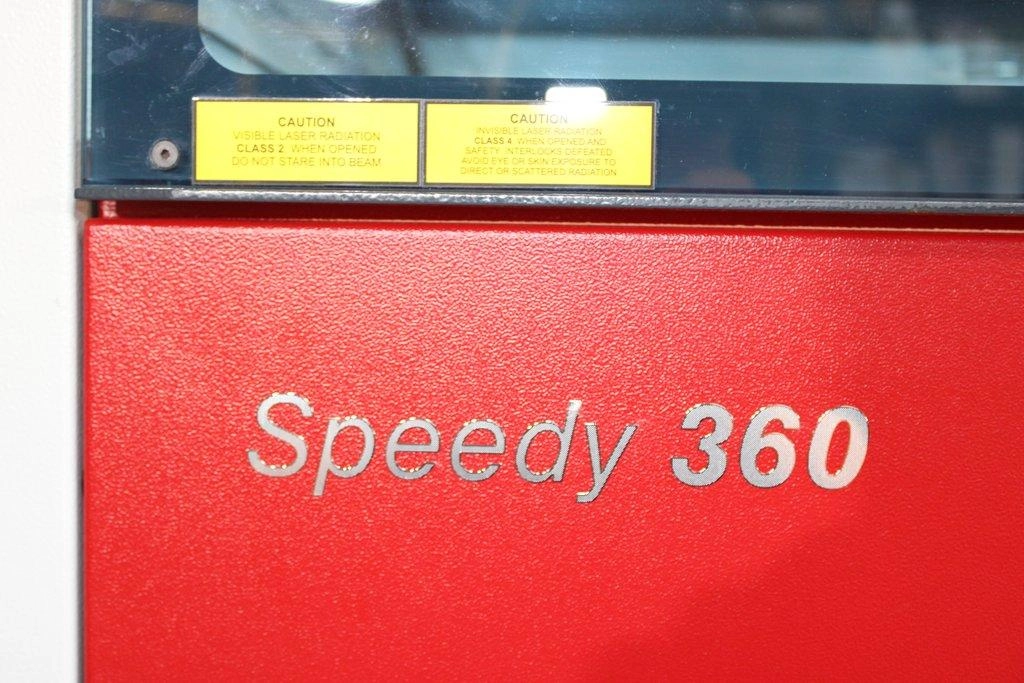 CAUTION
VISIBLE LASER RADIATION
CLASS 2 WHEN OPENED
DO NOT STARE INTO BEAM
CAUTION
INVISIBLE LASER RADIATION
CLASS 4 WHEN OPENED AND
SAFETY INTERLOCKS DEFEATED
AVOID EYE OR SKIN EXPOSURE TO
DIRECT OR SCATTERED RADIATION
Speedy 360